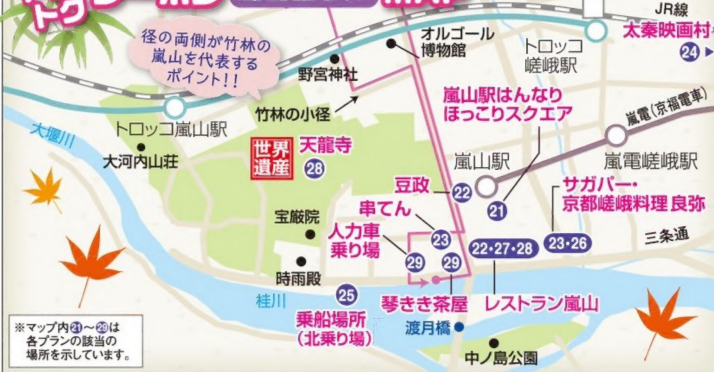 トク
MAP
JR線
太秦映画村
24
トロッコ
嵯峨駅
オルゴール
博物館
径の両側が竹林の
嵐山を代表する
ポイント!!
野宮神社
竹林の小径
嵐山駅はんなり
ほっこりスクエア
嵐電(京福電車)
大堰川
トロッコ嵐山駅
大河内山荘
世界
遺産
天龍寺
28
嵐山駅
嵐電嵯峨駅
豆政
22
21
サガパー・
京都嵯峨料理 良弥
串てん
23
宝厳院
人力車
乗り場
29
29
22・27・28
23・26
三条通
時雨殿
桂川
25
乗船場所
(北乗り場)
琴きき茶屋
レストラン嵐山
渡月橋
中ノ島公園
※マップ内21〜29は
各プランの該当の
場所を示しています。